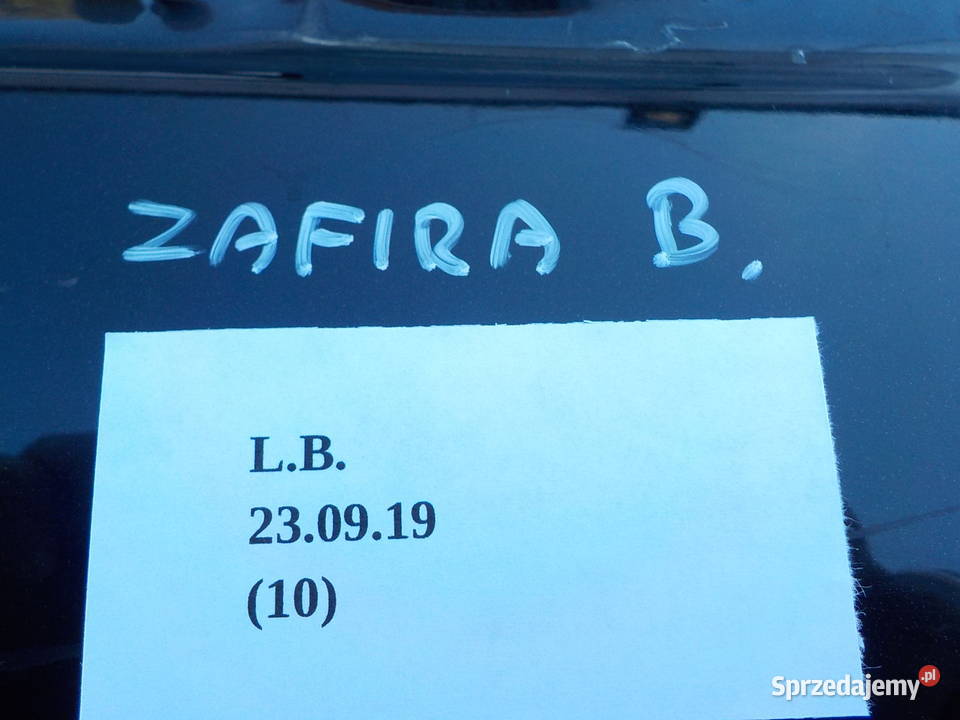 ZAFIRA B.
L.B.
23.09.19
(10)
Sprzedajemy.pl